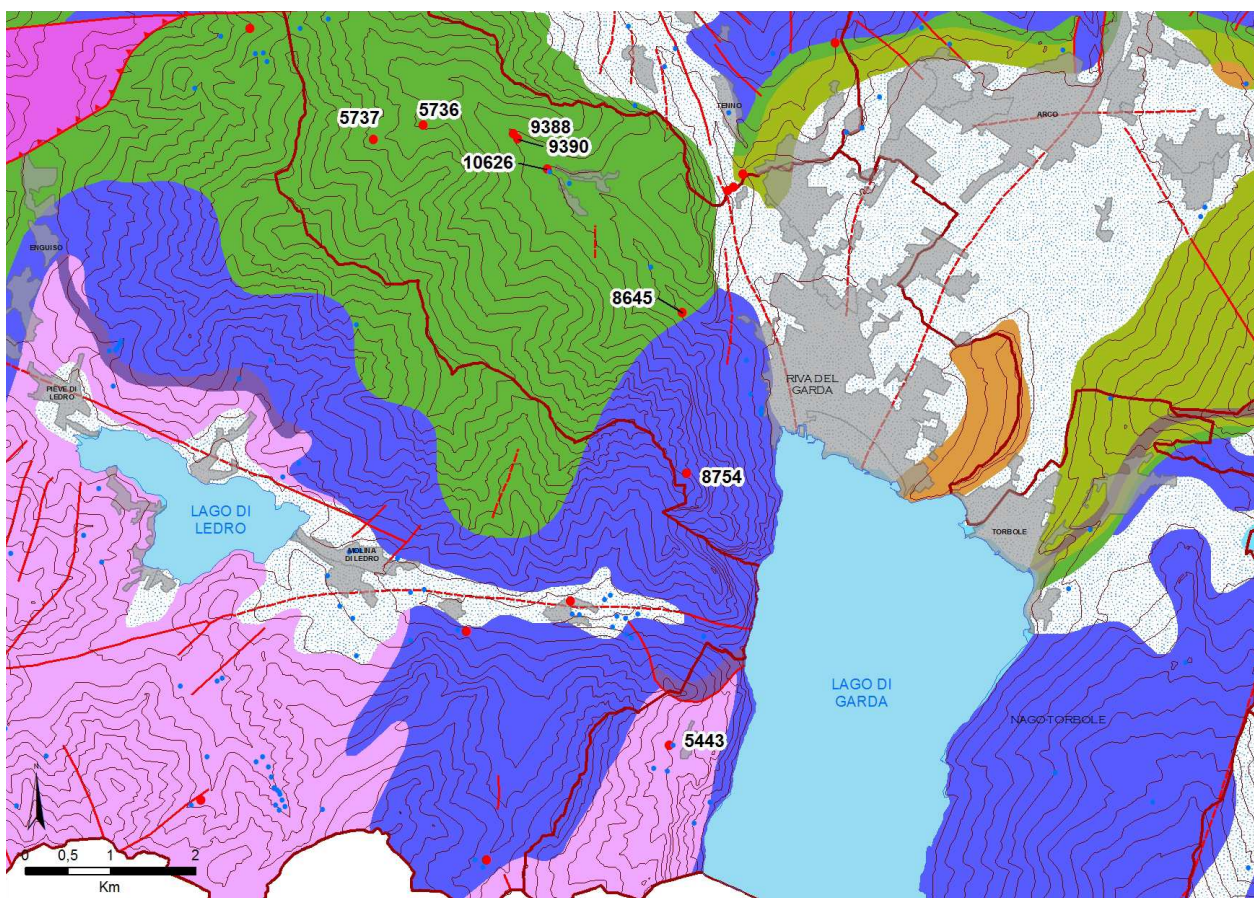 5737
5736
9388
9390
10626
TENNO
ARCO
ENGUISO
8645
PIEVE DI
LEDRO
RIVA DEL
GARDA
8754
LAGO DI
LEDRO
MOLINA
DI LEDRO
TORBOLE
LAGO DI
GARDA
NAGO-TORBOLE
5443
N
0 0,5 1 2
Km